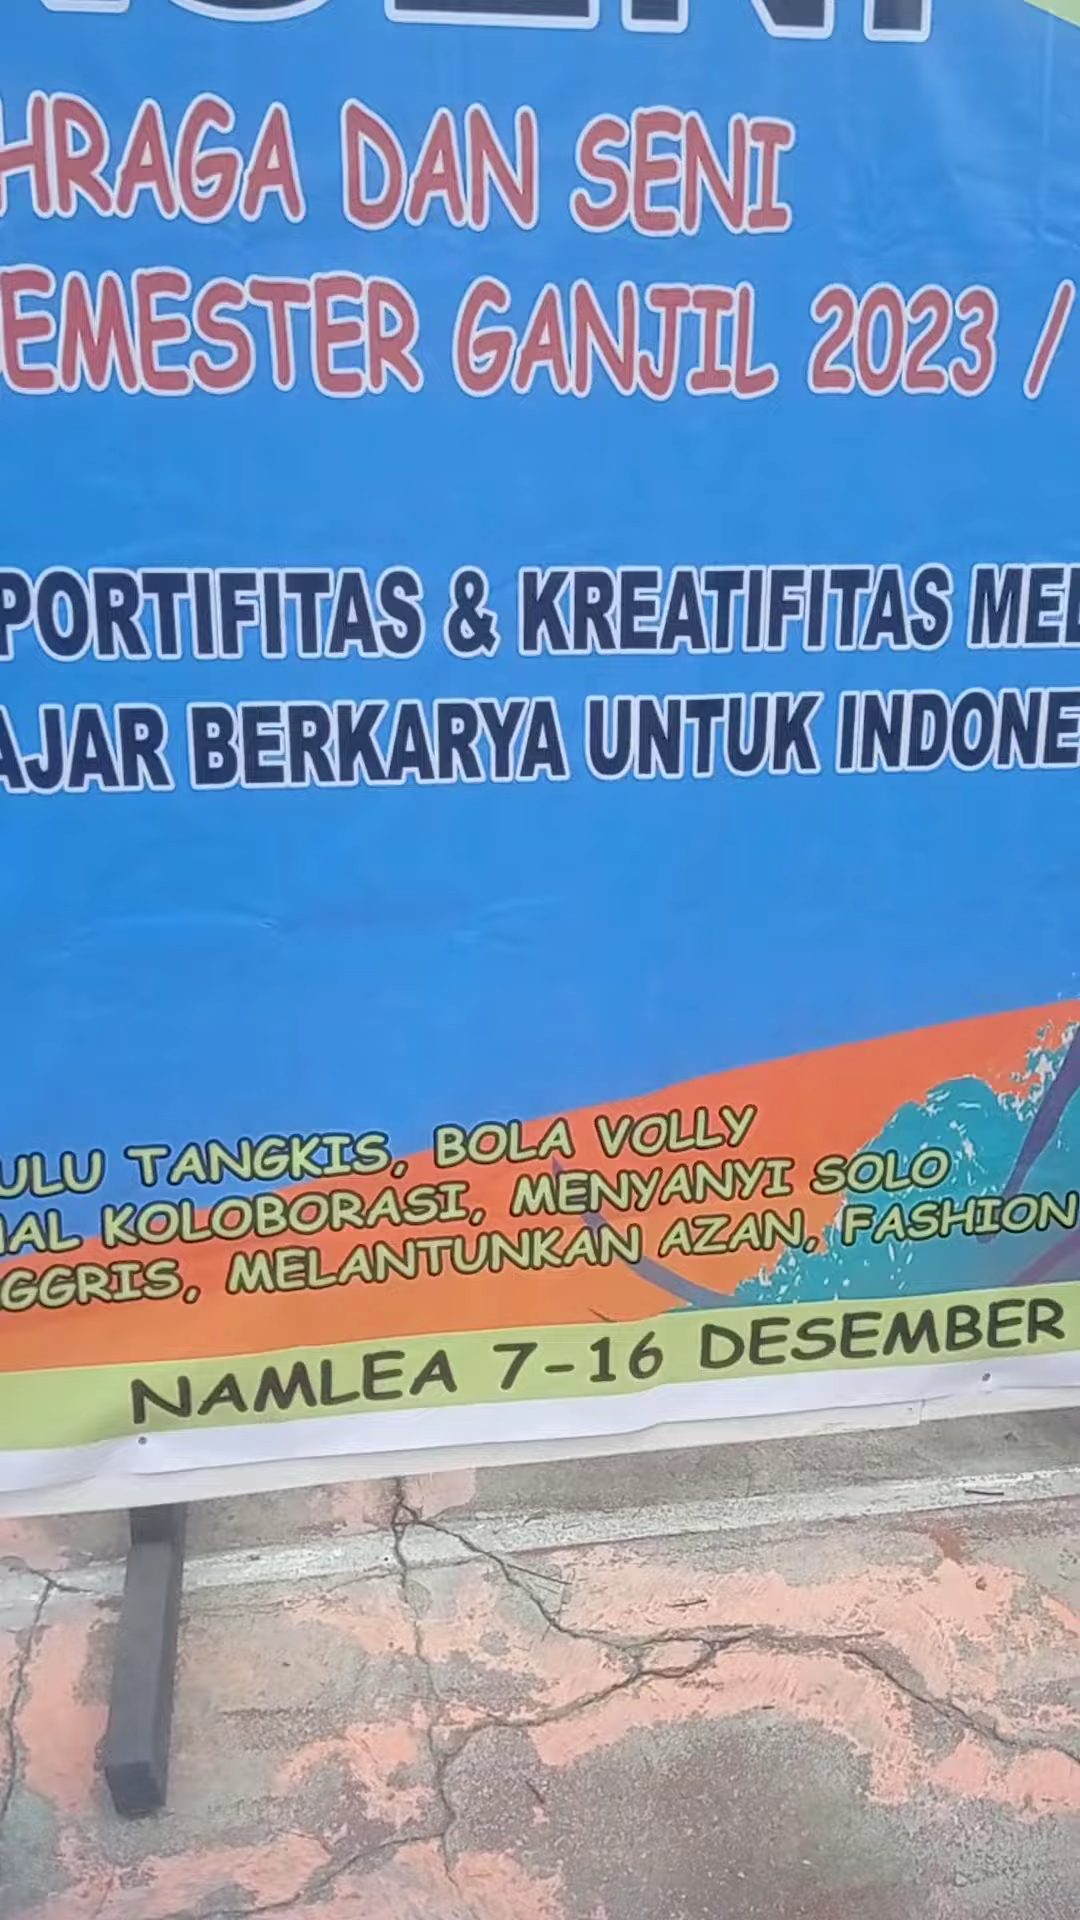 HRAGA DAN SENI
EMESTER GANJIL 2023 /
PORTIFITAS & KREATIFITAS MEL
AJAR BERKARYA UNTUK INDONE
ULU TANGKIS, BOLA VOLLY
AL KOLOBORASI, MENYANYI SOLO
GGRIS, MELANTUNKAN AZAN, FASHION
NAMLEA 7-16 DESEMBER